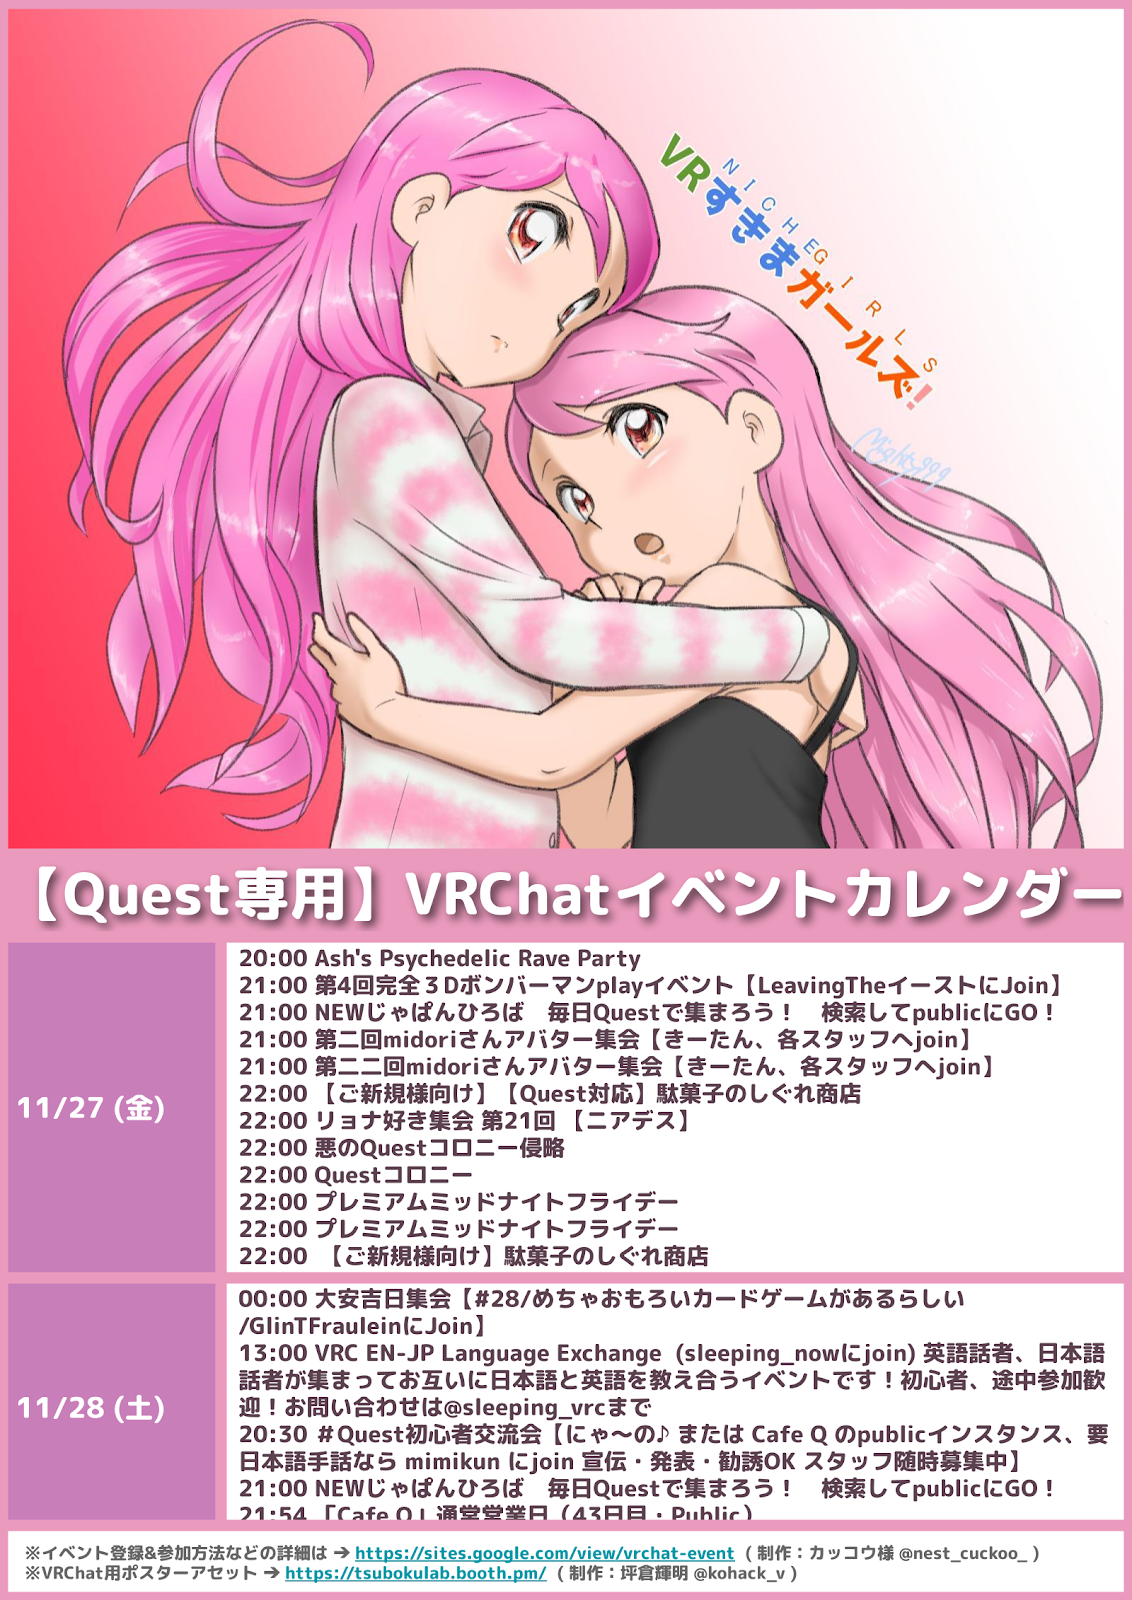 NICHE GIRLS
VRすきまガールズ!
Mighty999
【Quest専用】VRChatイベントカレンダー
11/27 (金)
20:00 Ash's Psychedelic Rave Party
21:00 第4回完全３Dボンバーマンplayイベント【LeavingTheイーストにJoin】
21:00 NEWじゃぱんひろば　毎日Questで集まろう！　検索してpublicにGO！
21:00 第二回midoriさんアバター集会【きーたん、各スタッフへjoin】
21:00 第二二回midoriさんアバター集会【きーたん、各スタッフへjoin】
22:00 【ご新規様向け】【Quest対応】駄菓子のしぐれ商店
22:00 リョナ好き集会 第21回 【ニアデス】
22:00 悪のQuestコロニー侵略
22:00 Questコロニー
22:00 プレミアムミッドナイトフライデー
22:00 プレミアムミッドナイトフライデー
22:00 【ご新規様向け】駄菓子のしぐれ商店
11/28 (土)
00:00 大安吉日集会【#28/めちゃおもろいカードゲームがあるらしい
/GlinTFrauleinにJoin】
13:00 VRC EN-JP Language Exchange (sleeping_nowにjoin) 英語話者、日本語
話者が集まってお互いに日本語と英語を教え合うイベントです！初心者、途中参加歓
迎！お問い合わせは@sleeping_vrcまで
20:30 ＃Quest初心者交流会【にゃ～の♪ または Cafe Q のpublicインスタンス、要
日本語手話なら mimikun にjoin 宣伝・発表・勧誘OK スタッフ随時募集中】
21:00 NEWじゃぱんひろば　毎日Questで集まろう！　検索してpublicにGO！
21:54 「Cafe Q」通常営業日（43日目・Public）
※イベント登録&参加方法などの詳細は ➔ https://sites.google.com/view/vrchat-event ( 制作：カッコウ様 @nest_cuckoo_ )
※VRChat用ポスターアセット ➔ https://tsubokulab.booth.pm/ ( 制作：坪倉輝明 @kohack_v )